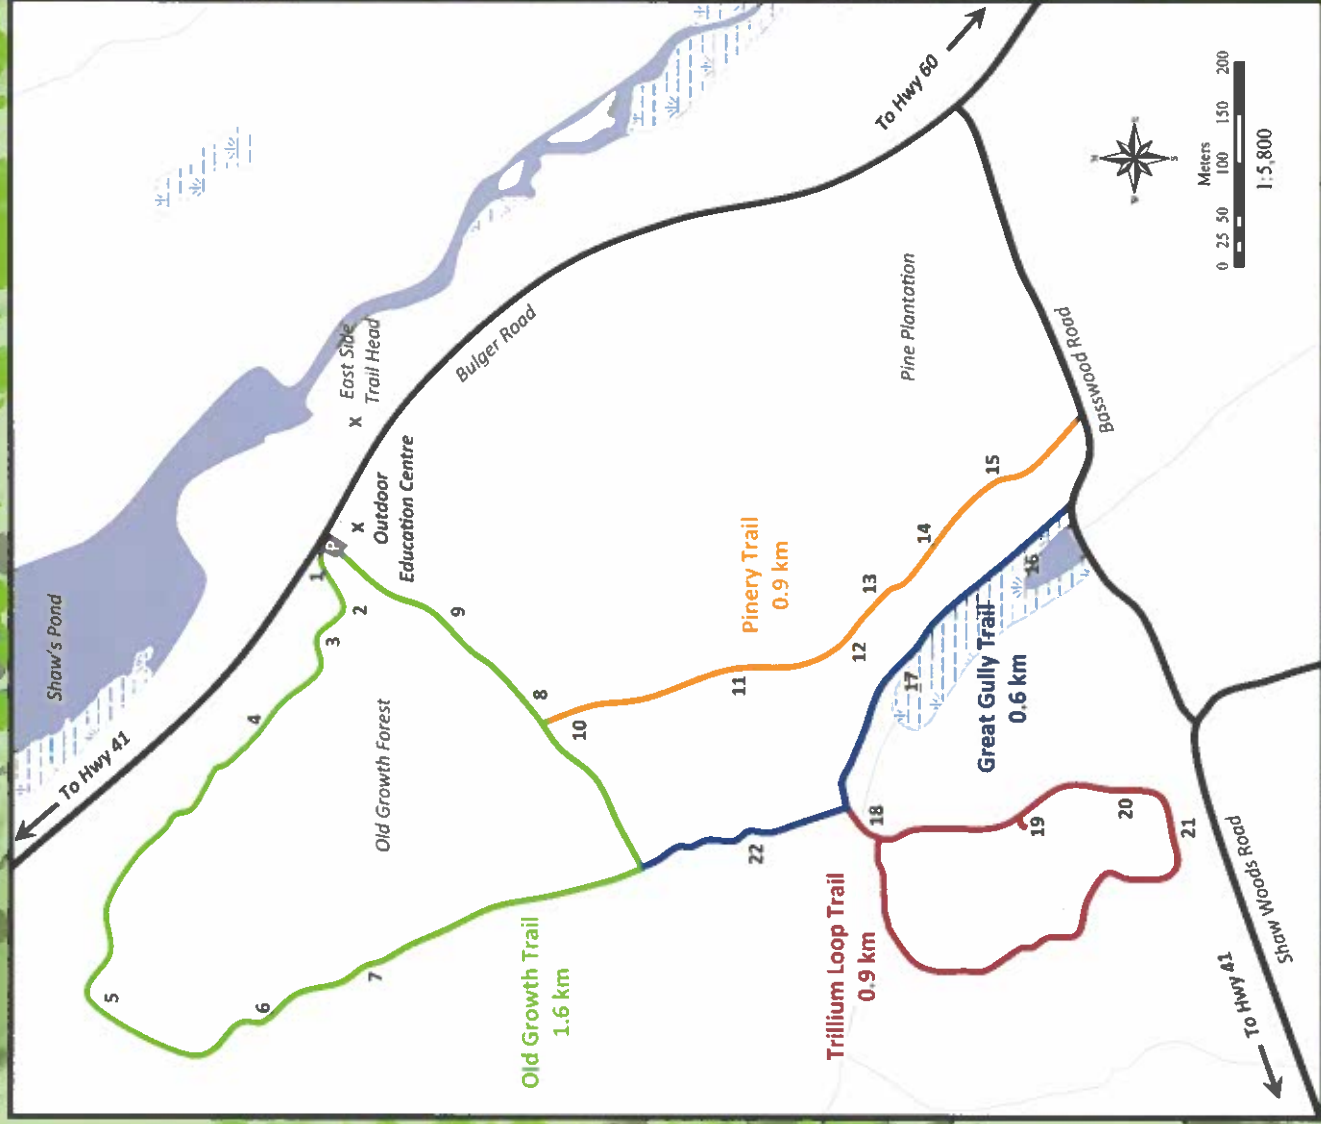 Shaw's Pond
To Hwy 41
East Side
Trail Head
X
To Hwy 60
Bulger Road
Outdoor
Education Centre
X
P
1
2
3
4
5
6
7
8
9
10
Old Growth Forest
Old Growth Trail
1.6 km
Pinery Trail
0.9 km
Pine Plantation
11
12
13
14
15
Basswood Road
16
17
Great Gully Trail
0.6 km
18
19
20
21
22
Trillium Loop Trail
0.9 km
Shaw Woods Road
To Hwy 41
Meters
0 25 50 100 150 200
1:5,800